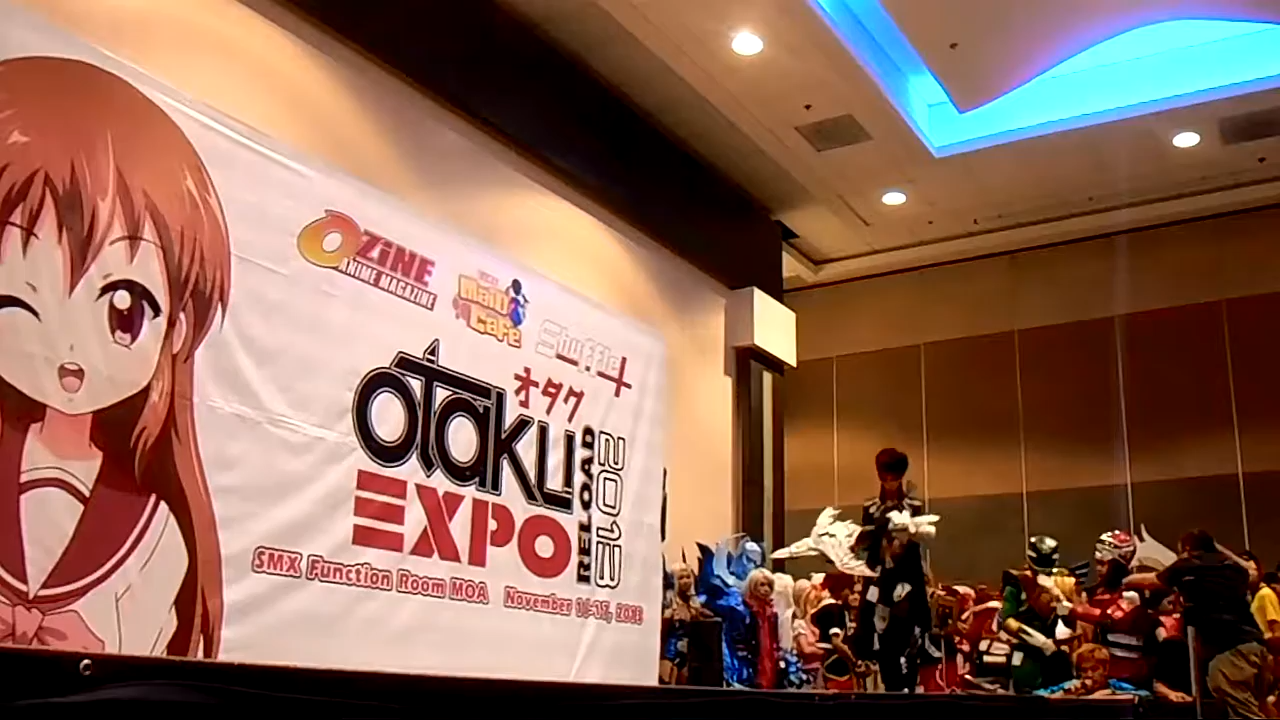 OZINE
ANIME MAGAZINE
Maid
Cafe
Shuffle+
オタク
otaku
EXPO
RELOAD
2013
SMX Function Room MOA November 16-17, 2013